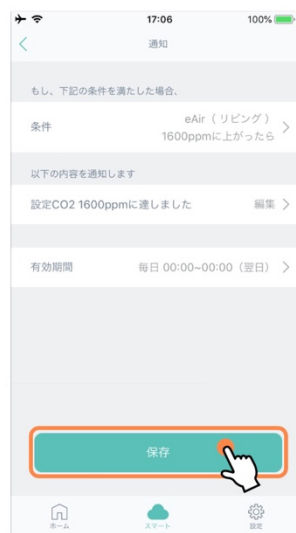 17:06
100%
通知
もし、下記の条件を満たした場合、
条件
eAir（リビング）
1600ppmに上がったら
以下の内容を通知します
設定CO2 1600ppmに達しました 編集
有効期間 毎日 00:00~00:00（翌日）
保存
ホーム スマート 設定